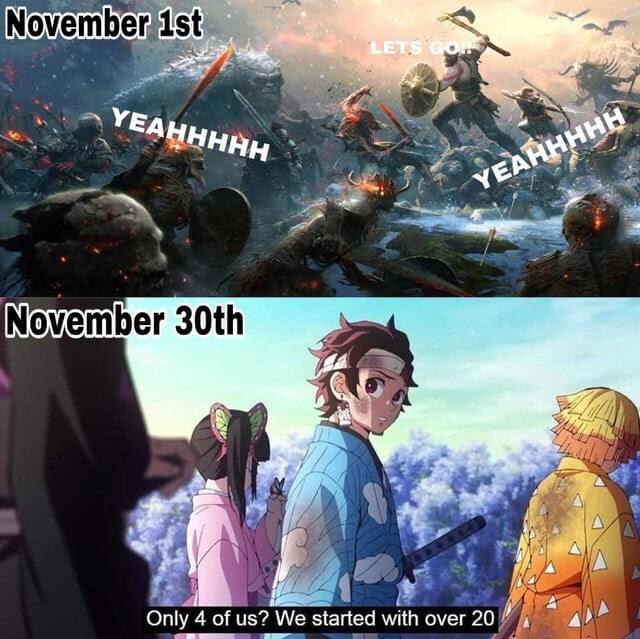 November 1st
LETS GO!!
YEAHHHHH
YEAHHHHH
November 30th
Only 4 of us? We started with over 20